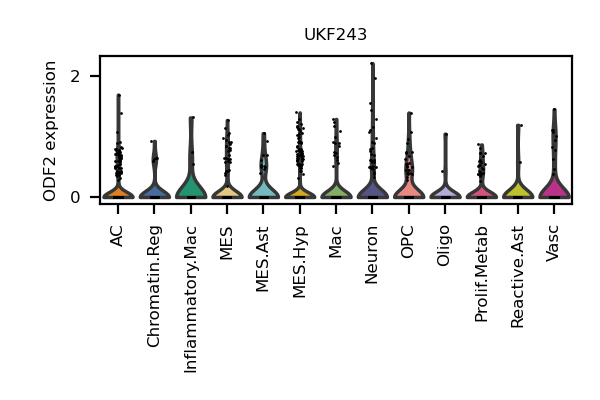 UKF243
ODF2 expression
2
0
AC
Chromatin.Reg
Inflammatory.Mac
MES
MES.Ast
MES.Hyp
Mac
Neuron
OPC
Oligo
Prolif.Metab
Reactive.Ast
Vasc